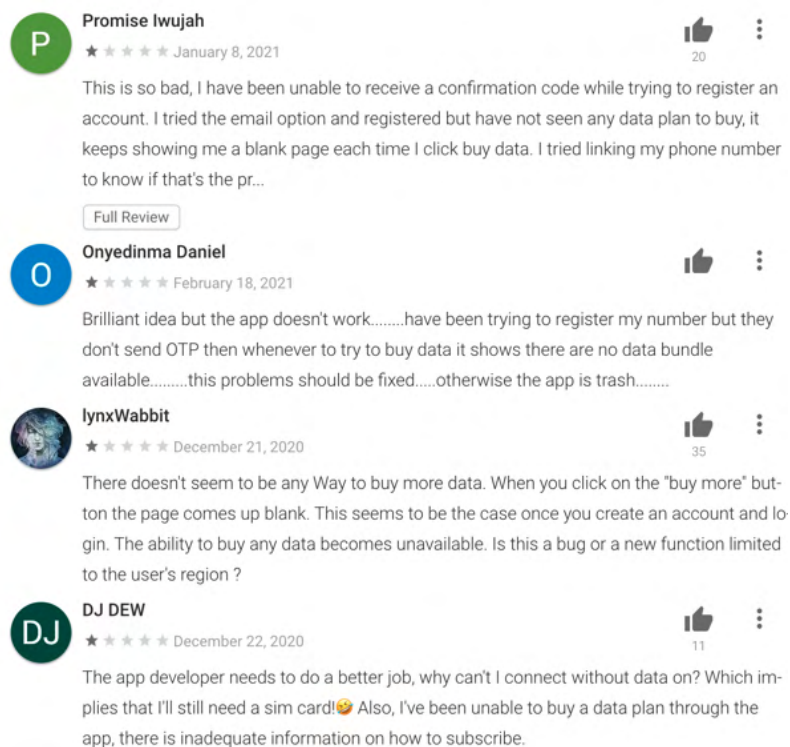 P
Promise Iwujah
January 8, 2021
20
This is so bad, I have been unable to receive a confirmation code while trying to register an
account. I tried the email option and registered but have not seen any data plan to buy, it
keeps showing me a blank page each time I click buy data. I tried linking my phone number
to know if that's the pr...
Full Review
O
Onyedinma Daniel
February 18, 2021
Brilliant idea but the app doesn't work........have been trying to register my number but they
don't send OTP then whenever to try to buy data it shows there are no data bundle
available.........this problems should be fixed.....otherwise the app is trash........
lynxWabbit
December 21, 2020
35
There doesn't seem to be any Way to buy more data. When you click on the "buy more" but-
ton the page comes up blank. This seems to be the case once you create an account and lo-
gin. The ability to buy any data becomes unavailable. Is this a bug or a new function limited
to the user's region ?
DJ
DJ DEW
December 22, 2020
11
The app developer needs to do a better job, why can't I connect without data on? Which im-
plies that I'll still need a sim card!🤣 Also, I've been unable to buy a data plan through the
app, there is inadequate information on how to subscribe.